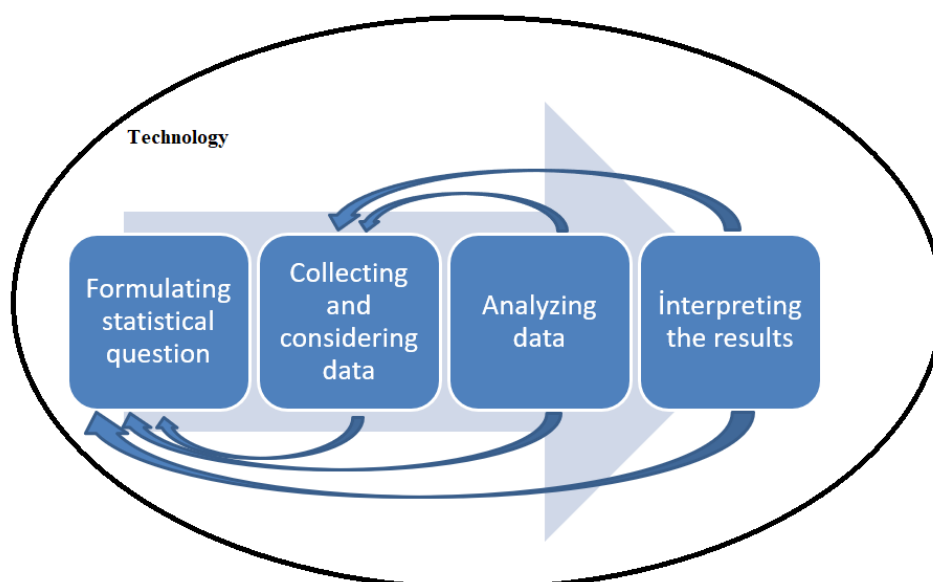 Technology
Formulating
statistical
question
Collecting
and
considering
data
Analyzing
data
İnterpreting
the results